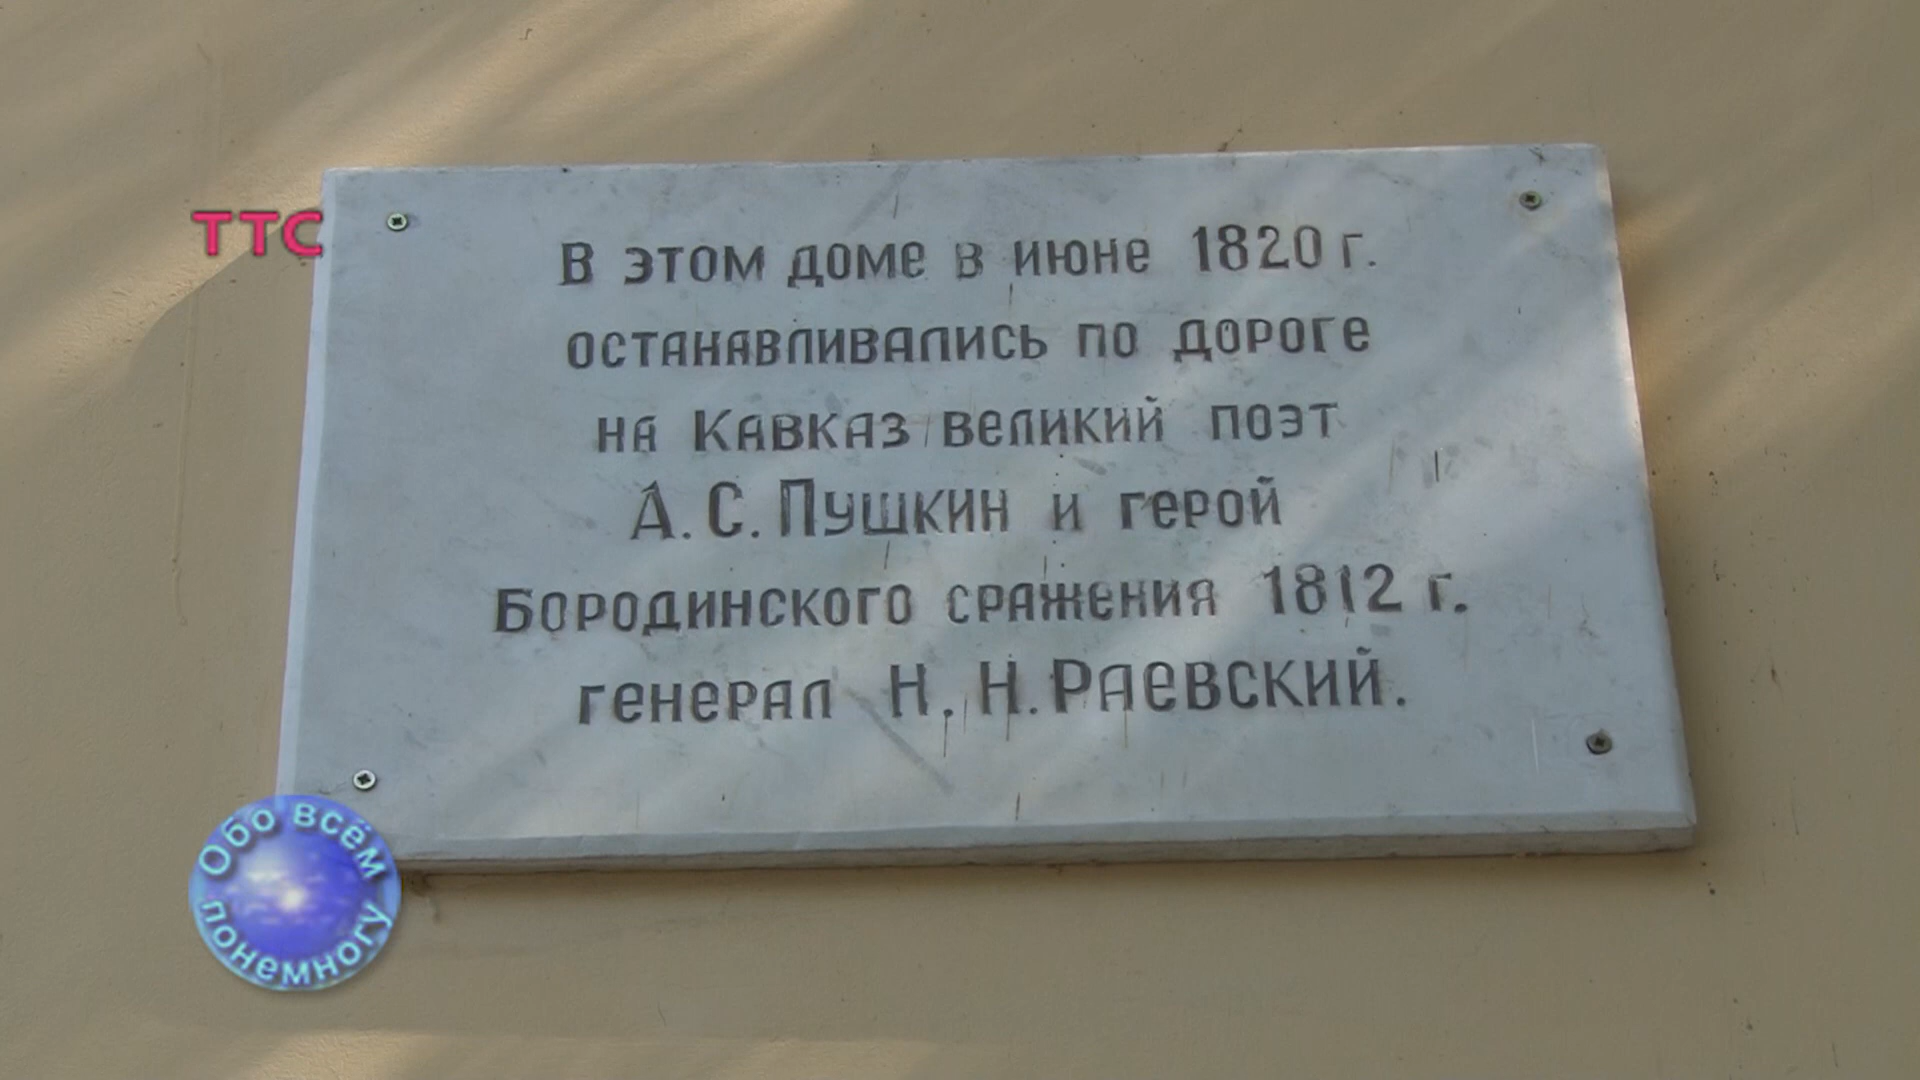 ТТС
В этом доме в июне 1820 г.
останавливались по дороге
на Кавказ великий поэт
А. С. Пушкин и герой
Бородинского сражения 1812 г.
генерал Н. Н. Раевский.
Обо всём
понемногу